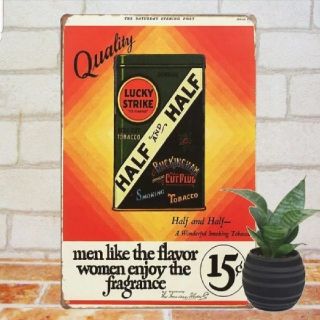 THE SATURDAY EVENING POST
Quality
LUCKY
STRIKE
HALF AND HALF
TOBACCO
BUCKINGHAM
CUT PLUG
SMOKING
TOBACCO
Half and Half—
A Wonderful Smoking Tobacco
men like the flavor
women enjoy the
fragrance
15¢